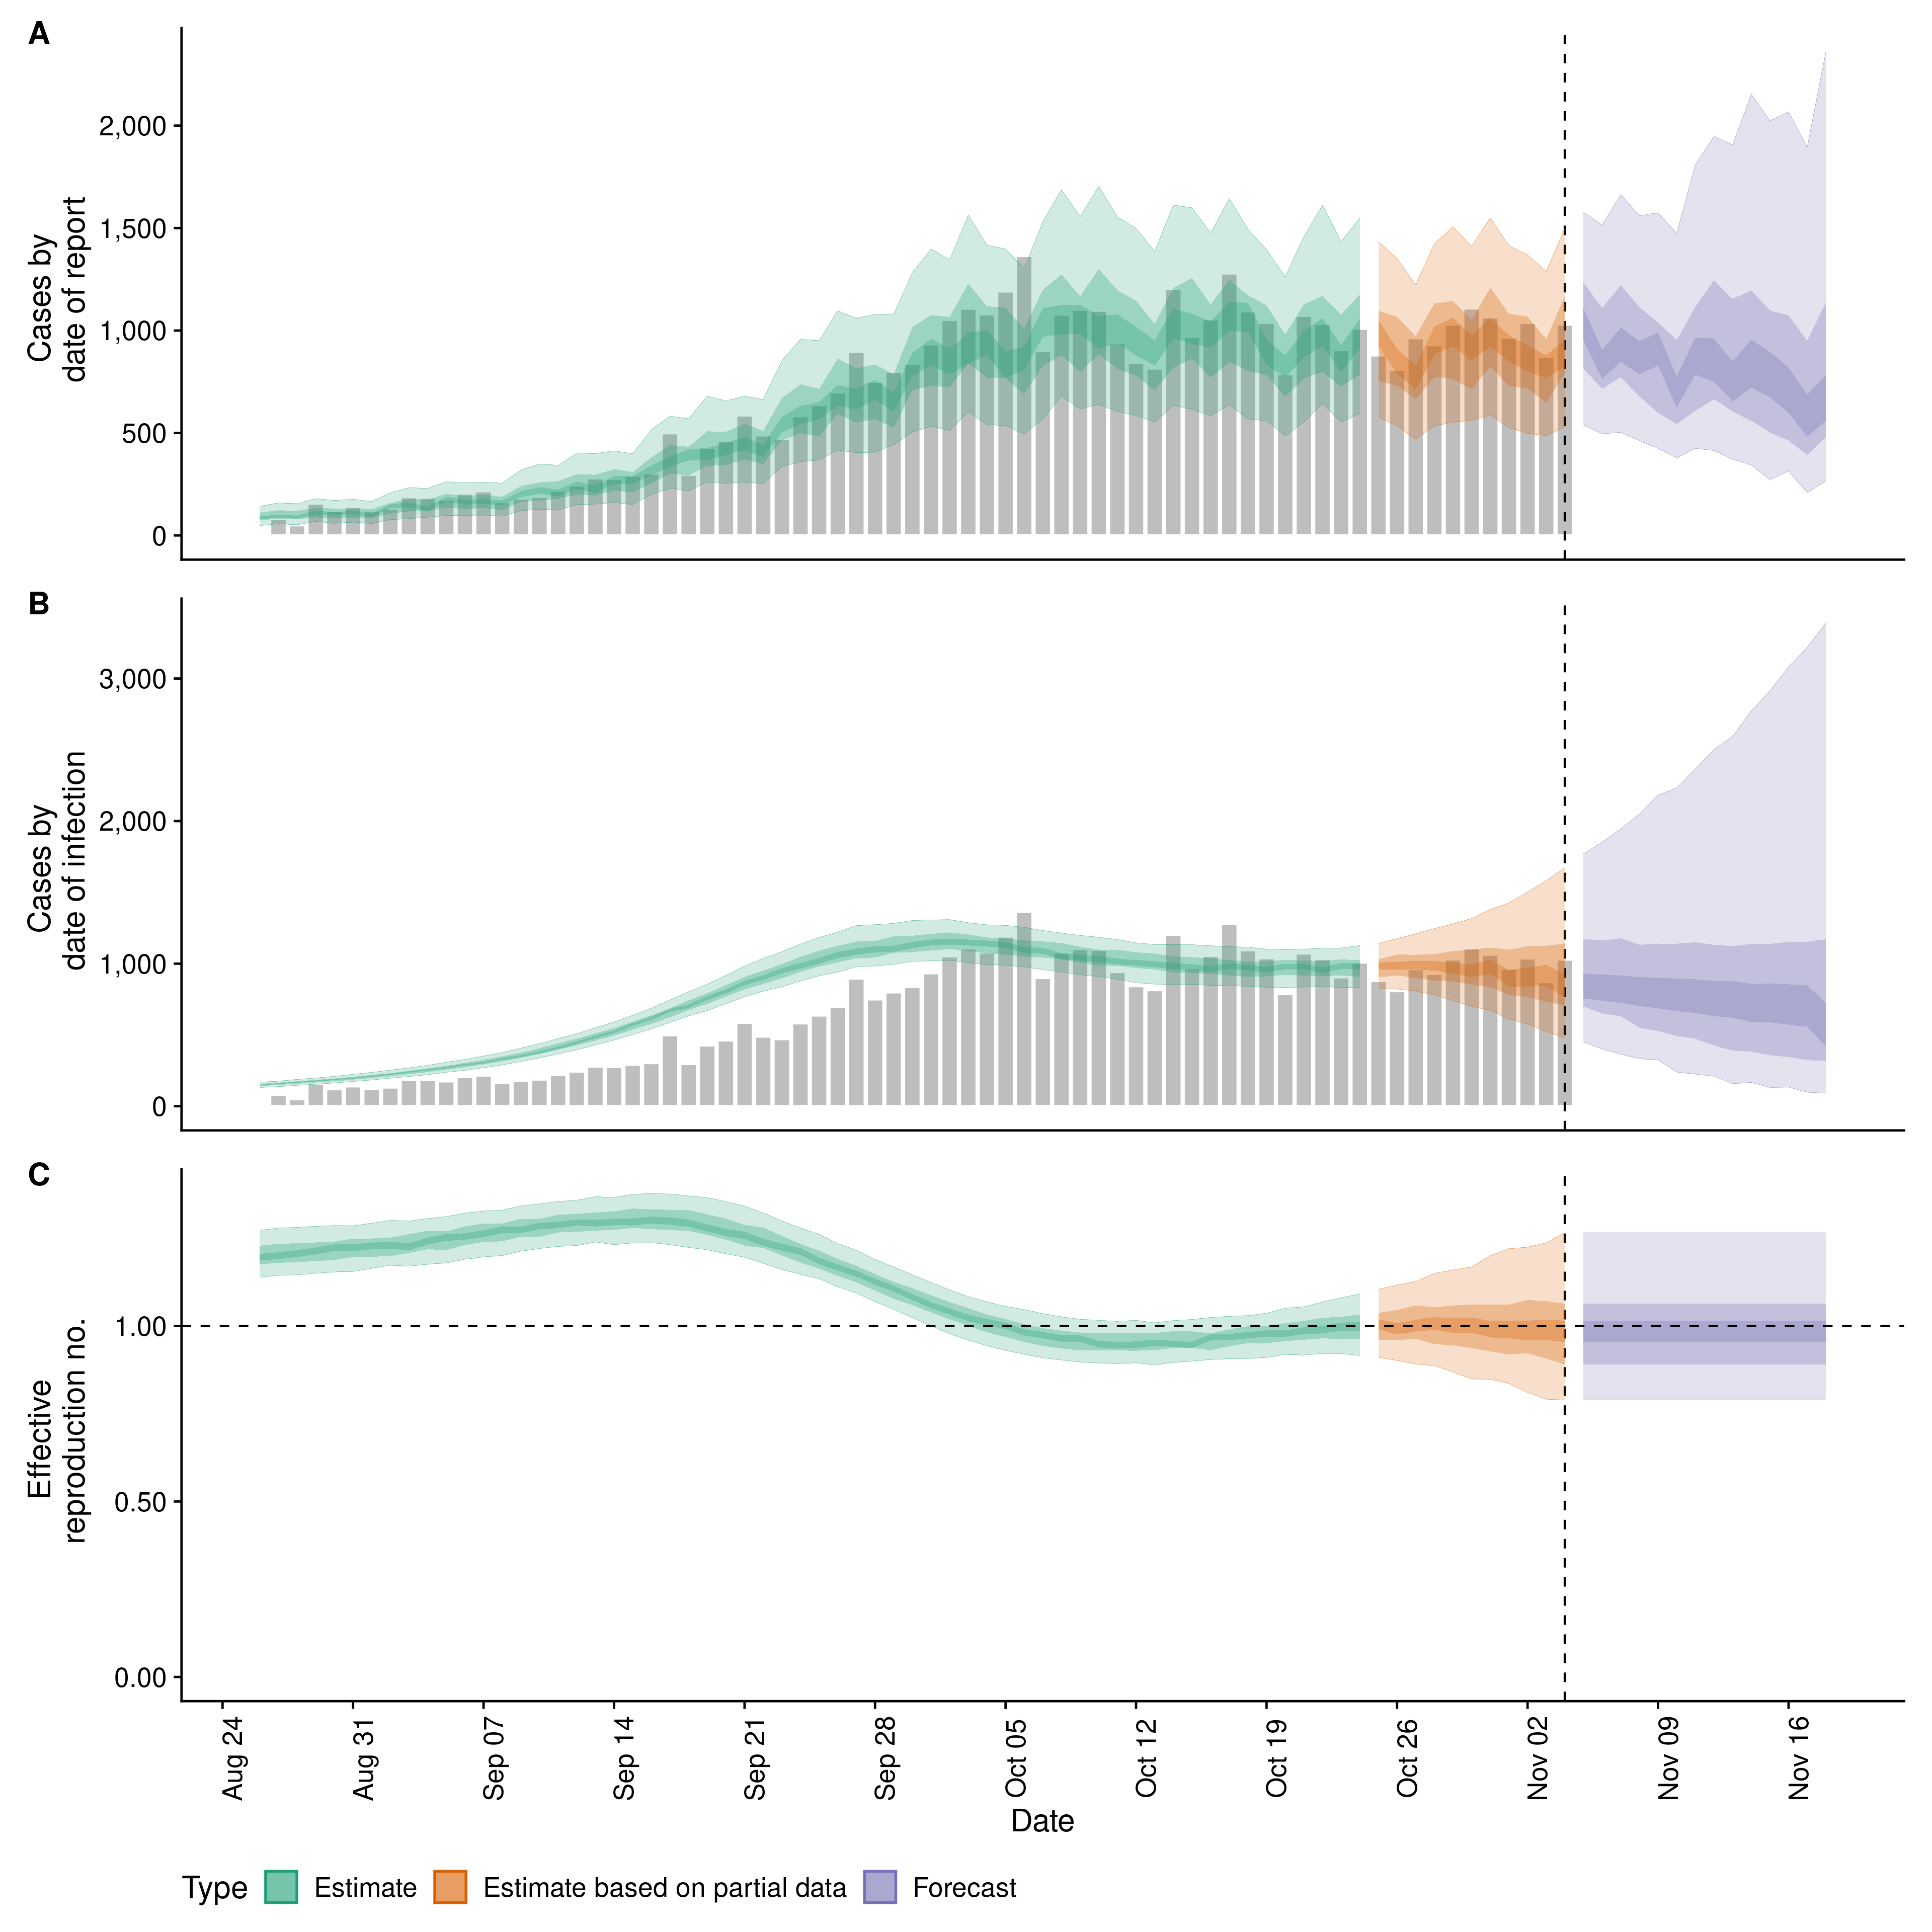 A
Cases by
date of report
2,000
1,500
1,000
500
0
B
Cases by
date of infection
3,000
2,000
1,000
0
C
Effective
reproduction no.
1.00
0.50
0.00
Aug 24
Aug 31
Sep 07
Sep 14
Sep 21
Sep 28
Oct 05
Oct 12
Oct 19
Oct 26
Nov 02
Nov 09
Nov 16
Date
Type Estimate Estimate based on partial data Forecast